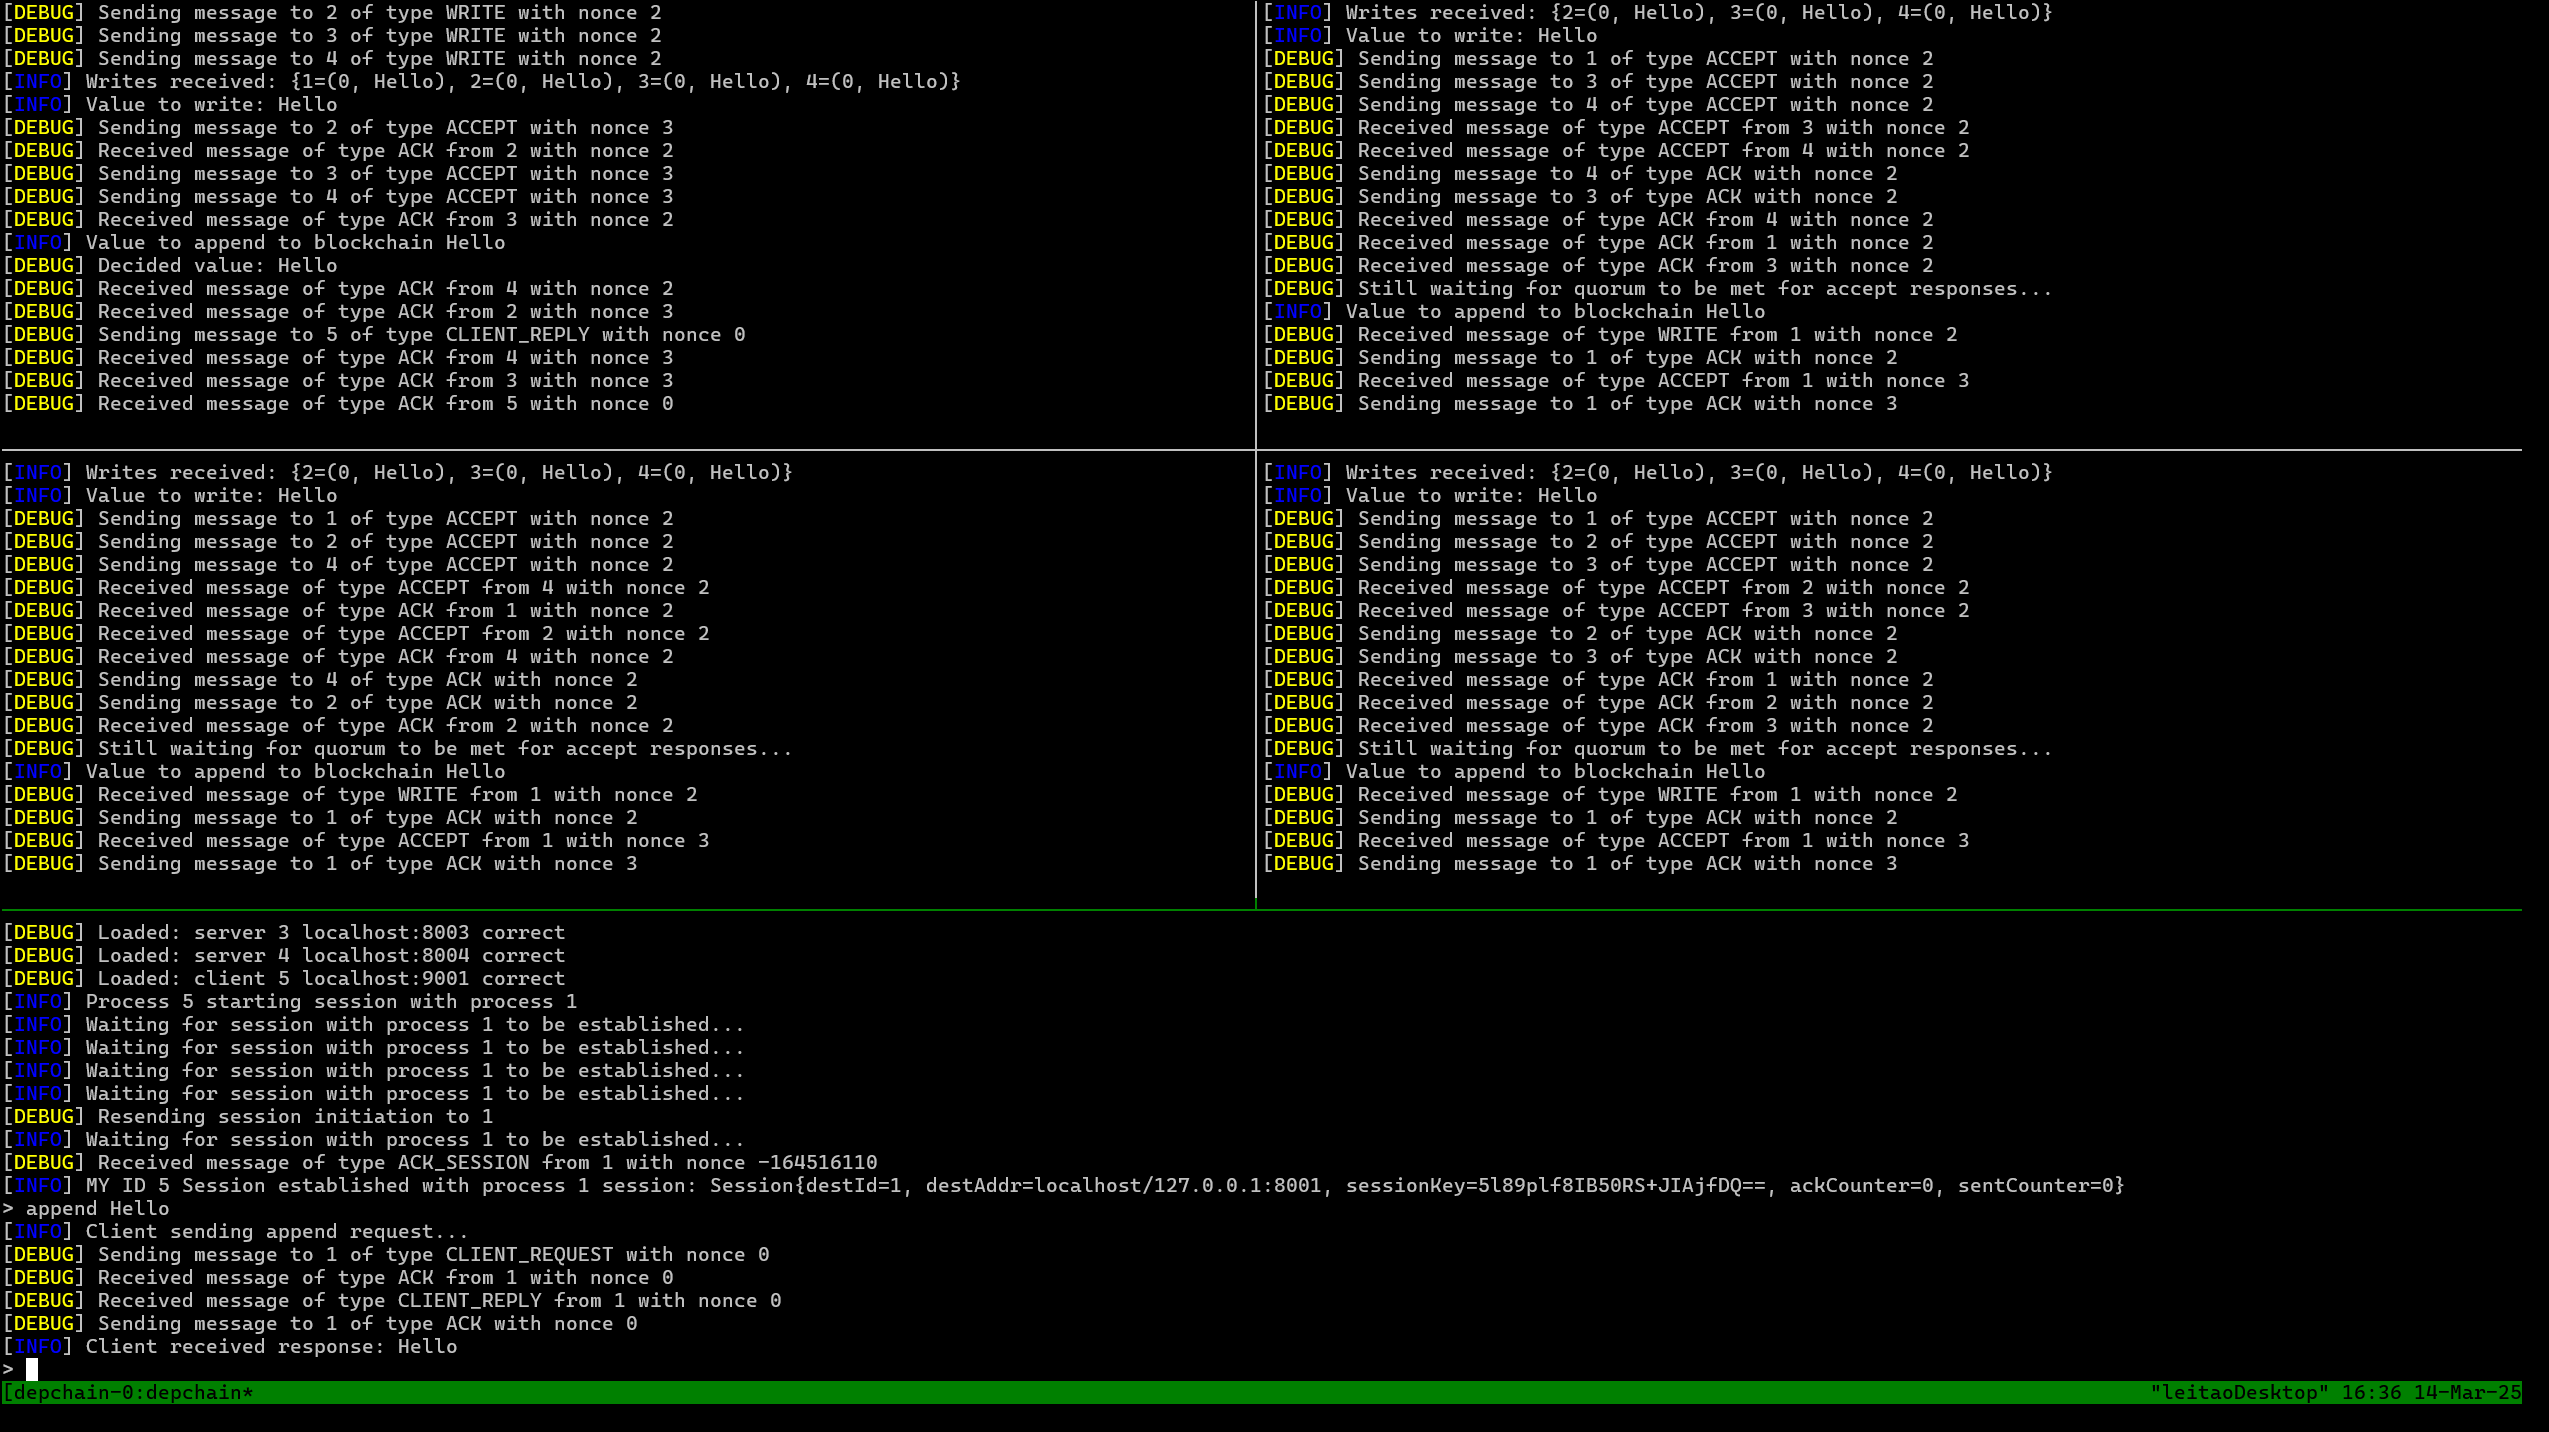 [DEBUG] Sending message to 2 of type WRITE with nonce 2
[DEBUG] Sending message to 3 of type WRITE with nonce 2
[DEBUG] Sending message to 4 of type WRITE with nonce 2
[INFO] Writes received: {1=(0, Hello), 2=(0, Hello), 3=(0, Hello), 4=(0, Hello)}
[INFO] Value to write: Hello
[DEBUG] Sending message to 2 of type ACCEPT with nonce 3
[DEBUG] Received message of type ACK from 2 with nonce 2
[DEBUG] Sending message to 3 of type ACCEPT with nonce 3
[DEBUG] Sending message to 4 of type ACCEPT with nonce 3
[DEBUG] Received message of type ACK from 3 with nonce 2
[INFO] Value to append to blockchain Hello
[DEBUG] Decided value: Hello
[DEBUG] Received message of type ACK from 4 with nonce 2
[DEBUG] Received message of type ACK from 2 with nonce 3
[DEBUG] Sending message to 5 of type CLIENT_REPLY with nonce 0
[DEBUG] Received message of type ACK from 4 with nonce 3
[DEBUG] Received message of type ACK from 3 with nonce 3
[DEBUG] Received message of type ACK from 5 with nonce 0
[INFO] Writes received: {2=(0, Hello), 3=(0, Hello), 4=(0, Hello)}
[INFO] Value to write: Hello
[DEBUG] Sending message to 1 of type ACCEPT with nonce 2
[DEBUG] Sending message to 3 of type ACCEPT with nonce 2
[DEBUG] Sending message to 4 of type ACCEPT with nonce 2
[DEBUG] Received message of type ACCEPT from 3 with nonce 2
[DEBUG] Received message of type ACCEPT from 4 with nonce 2
[DEBUG] Sending message to 4 of type ACK with nonce 2
[DEBUG] Sending message to 3 of type ACK with nonce 2
[DEBUG] Received message of type ACK from 4 with nonce 2
[DEBUG] Received message of type ACK from 1 with nonce 2
[DEBUG] Received message of type ACK from 3 with nonce 2
[DEBUG] Still waiting for quorum to be met for accept responses...
[INFO] Value to append to blockchain Hello
[DEBUG] Received message of type WRITE from 1 with nonce 2
[DEBUG] Sending message to 1 of type ACK with nonce 2
[DEBUG] Received message of type ACCEPT from 1 with nonce 3
[DEBUG] Sending message to 1 of type ACK with nonce 3
[INFO] Writes received: {2=(0, Hello), 3=(0, Hello), 4=(0, Hello)}
[INFO] Value to write: Hello
[DEBUG] Sending message to 1 of type ACCEPT with nonce 2
[DEBUG] Sending message to 2 of type ACCEPT with nonce 2
[DEBUG] Sending message to 4 of type ACCEPT with nonce 2
[DEBUG] Received message of type ACCEPT from 4 with nonce 2
[DEBUG] Received message of type ACK from 1 with nonce 2
[DEBUG] Received message of type ACCEPT from 2 with nonce 2
[DEBUG] Received message of type ACK from 4 with nonce 2
[DEBUG] Sending message to 4 of type ACK with nonce 2
[DEBUG] Sending message to 2 of type ACK with nonce 2
[DEBUG] Received message of type ACK from 2 with nonce 2
[DEBUG] Still waiting for quorum to be met for accept responses...
[INFO] Value to append to blockchain Hello
[DEBUG] Received message of type WRITE from 1 with nonce 2
[DEBUG] Sending message to 1 of type ACK with nonce 2
[DEBUG] Received message of type ACCEPT from 1 with nonce 3
[DEBUG] Sending message to 1 of type ACK with nonce 3
[INFO] Writes received: {2=(0, Hello), 3=(0, Hello), 4=(0, Hello)}
[INFO] Value to write: Hello
[DEBUG] Sending message to 1 of type ACCEPT with nonce 2
[DEBUG] Sending message to 2 of type ACCEPT with nonce 2
[DEBUG] Sending message to 3 of type ACCEPT with nonce 2
[DEBUG] Received message of type ACCEPT from 2 with nonce 2
[DEBUG] Received message of type ACCEPT from 3 with nonce 2
[DEBUG] Sending message to 2 of type ACK with nonce 2
[DEBUG] Sending message to 3 of type ACK with nonce 2
[DEBUG] Received message of type ACK from 1 with nonce 2
[DEBUG] Received message of type ACK from 2 with nonce 2
[DEBUG] Received message of type ACK from 3 with nonce 2
[DEBUG] Still waiting for quorum to be met for accept responses...
[INFO] Value to append to blockchain Hello
[DEBUG] Received message of type WRITE from 1 with nonce 2
[DEBUG] Sending message to 1 of type ACK with nonce 2
[DEBUG] Received message of type ACCEPT from 1 with nonce 3
[DEBUG] Sending message to 1 of type ACK with nonce 3
[DEBUG] Loaded: server 3 localhost:8003 correct
[DEBUG] Loaded: server 4 localhost:8004 correct
[DEBUG] Loaded: client 5 localhost:9001 correct
[INFO] Process 5 starting session with process 1
[INFO] Waiting for session with process 1 to be established...
[INFO] Waiting for session with process 1 to be established...
[INFO] Waiting for session with process 1 to be established...
[INFO] Waiting for session with process 1 to be established...
[DEBUG] Resending session initiation to 1
[INFO] Waiting for session with process 1 to be established...
[DEBUG] Received message of type ACK_SESSION from 1 with nonce -164516110
[INFO] MY ID 5 Session established with process 1 session: Session{destId=1, destAddr=localhost/127.0.0.1:8001, sessionKey=5l89plf8IB50RS+JIAjfDQ==, ackCounter=0, sentCounter=0}
> append Hello
[INFO] Client sending append request...
[DEBUG] Sending message to 1 of type CLIENT_REQUEST with nonce 0
[DEBUG] Received message of type ACK from 1 with nonce 0
[DEBUG] Received message of type CLIENT_REPLY from 1 with nonce 0
[DEBUG] Sending message to 1 of type ACK with nonce 0
[INFO] Client received response: Hello
>
[depchain-0:depchain* "leitaoDesktop" 16:36 14-Mar-25